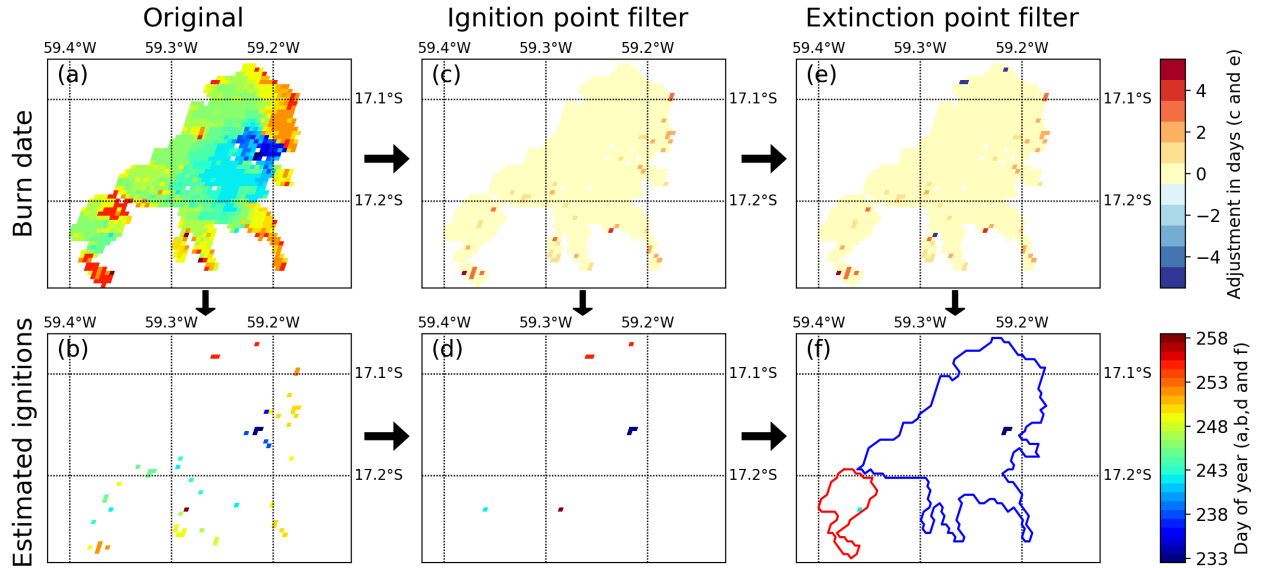 Original
Ignition point filter
Extinction point filter
59.4°W 59.3°W 59.2°W
59.4°W 59.3°W 59.2°W
59.4°W 59.3°W 59.2°W
Burn date
(a)
(c)
(e)
17.1°S
17.2°S
17.1°S
17.2°S
17.1°S
17.2°S
4
2
0
−2
−4
Adjustment in days (c and e)
59.4°W 59.3°W 59.2°W
59.4°W 59.3°W 59.2°W
59.4°W 59.3°W 59.2°W
Estimated ignitions
(b)
(d)
(f)
17.1°S
17.2°S
17.1°S
17.2°S
17.1°S
17.2°S
258
253
248
243
238
233
Day of year (a,b,d and f)